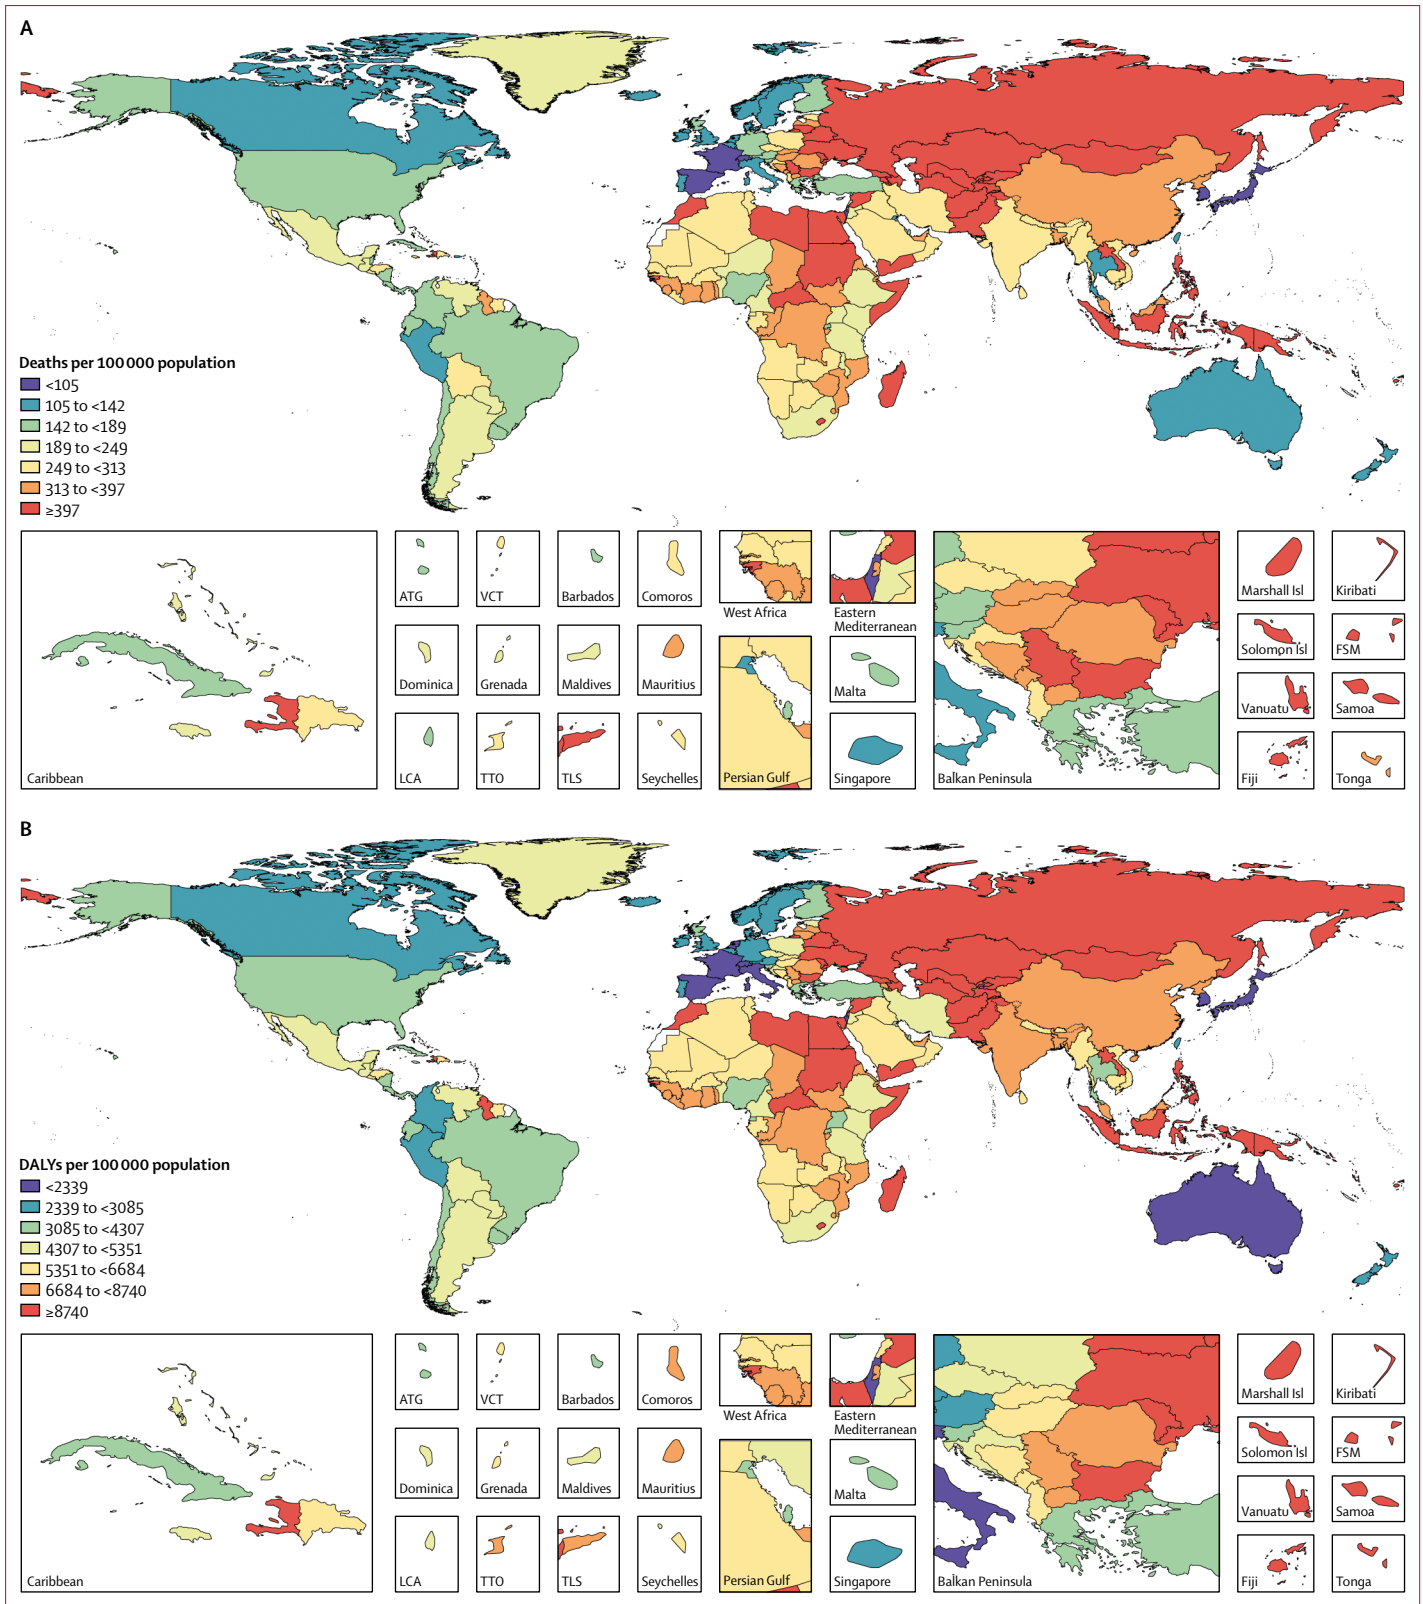 A
Deaths per 100 000 population
<105
105 to <142
142 to <189
189 to <249
249 to <313
313 to <397
≥397
Caribbean
ATG
VCT
Barbados
Comoros
Dominica
Grenada
Maldives
Mauritius
LCA
TTO
TLS
Seychelles
West Africa
Eastern
Mediterranean
Persian Gulf
Malta
Singapore
Balkan Peninsula
Marshall Isl
Kiribati
Solomon Isl
FSM
Vanuatu
Samoa
Fiji
Tonga
B
DALYs per 100 000 population
<2339
2339 to <3085
3085 to <4307
4307 to <5351
5351 to <6684
6684 to <8740
≥8740
Caribbean
ATG
VCT
Barbados
Comoros
Dominica
Grenada
Maldives
Mauritius
LCA
TTO
TLS
Seychelles
West Africa
Eastern
Mediterranean
Persian Gulf
Malta
Singapore
Balkan Peninsula
Marshall Isl
Kiribati
Solomon Isl
FSM
Vanuatu
Samoa
Fiji
Tonga